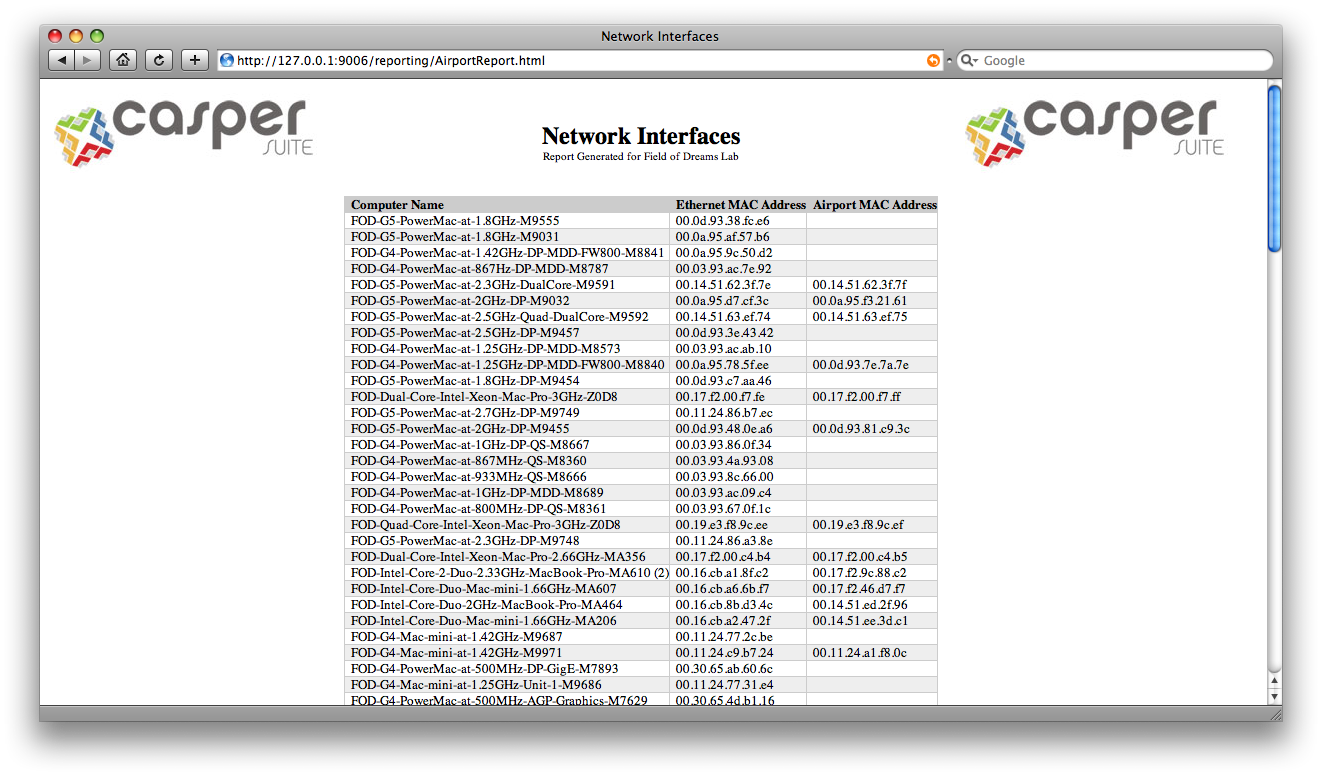 Network Interfaces
http://127.0.0.1:9006/reporting/AirportReport.html
Google
casper
SUITE
Network Interfaces
Report Generated for Field of Dreams Lab
casper
SUITE
Computer Name Ethernet MAC Address Airport MAC Address
FOD-G5-PowerMac-at-1.8GHz-M9555 00.0d.93.38.fc.e6
FOD-G5-PowerMac-at-1.8GHz-M9031 00.0a.95.af.57.b6
FOD-G4-PowerMac-at-1.42GHz-DP-MDD-FW800-M8841 00.0a.95.9c.50.d2
FOD-G4-PowerMac-at-867Hz-DP-MDD-M8787 00.03.93.ac.7e.92
FOD-G5-PowerMac-at-2.3GHz-DualCore-M9591 00.14.51.62.3f.7e 00.14.51.62.3f.7f
FOD-G5-PowerMac-at-2GHz-DP-M9032 00.0a.95.d7.cf.3c 00.0a.95.f3.21.61
FOD-G5-PowerMac-at-2.5GHz-Quad-DualCore-M9592 00.14.51.63.ef.74 00.14.51.63.ef.75
FOD-G5-PowerMac-at-2.5GHz-DP-M9457 00.0d.93.3e.43.42
FOD-G4-PowerMac-at-1.25GHz-DP-MDD-M8573 00.03.93.ac.ab.10
FOD-G4-PowerMac-at-1.25GHz-DP-MDD-FW800-M8840 00.0a.95.78.5f.ee 00.0d.93.7e.7a.7e
FOD-G5-PowerMac-at-1.8GHz-DP-M9454 00.0d.93.c7.aa.46
FOD-Dual-Core-Intel-Xeon-Mac-Pro-3GHz-Z0D8 00.17.f2.00.f7.fe 00.17.f2.00.f7.ff
FOD-G5-PowerMac-at-2.7GHz-DP-M9749 00.11.24.86.b7.ec
FOD-G5-PowerMac-at-2GHz-DP-M9455 00.0d.93.48.0e.a6 00.0d.93.81.c9.3c
FOD-G4-PowerMac-at-1GHz-DP-QS-M8667 00.03.93.86.0f.34
FOD-G4-PowerMac-at-867MHz-QS-M8360 00.03.93.4a.93.08
FOD-G4-PowerMac-at-933MHz-QS-M8666 00.03.93.8c.66.00
FOD-G4-PowerMac-at-1GHz-DP-MDD-M8689 00.03.93.ac.09.c4
FOD-G4-PowerMac-at-800MHz-DP-QS-M8361 00.03.93.67.0f.1c
FOD-Quad-Core-Intel-Xeon-Mac-Pro-3GHz-Z0D8 00.19.e3.f8.9c.ee 00.19.e3.f8.9c.ef
FOD-G5-PowerMac-at-2.3GHz-DP-M9748 00.11.24.86.a3.8e
FOD-Dual-Core-Intel-Xeon-Mac-Pro-2.66GHz-MA356 00.17.f2.00.c4.b4 00.17.f2.00.c4.b5
FOD-Intel-Core-2-Duo-2.33GHz-MacBook-Pro-MA610 (2) 00.16.cb.a1.8f.c2 00.17.f2.9c.88.c2
FOD-Intel-Core-Duo-Mac-mini-1.66GHz-MA607 00.16.cb.a6.6b.f7 00.17.f2.46.d7.f7
FOD-Intel-Core-Duo-2GHz-MacBook-Pro-MA464 00.16.cb.8b.d3.4c 00.14.51.ed.2f.96
FOD-Intel-Core-Duo-Mac-mini-1.66GHz-MA206 00.16.cb.a2.47.2f 00.14.51.ee.3d.c1
FOD-G4-Mac-mini-at-1.42GHz-M9687 00.11.24.77.2c.be
FOD-G4-Mac-mini-at-1.42GHz-M9971 00.11.24.c9.b7.24 00.11.24.a1.f8.0c
FOD-G4-PowerMac-at-500MHz-DP-GigE-M7893 00.30.65.ab.60.6c
FOD-G4-Mac-mini-at-1.25GHz-Unit-1-M9686 00.11.24.77.31.e4
FOD-G4-PowerMac-at-500MHz-AGP-Graphics-M7629 00.30.65.4d.b1.16